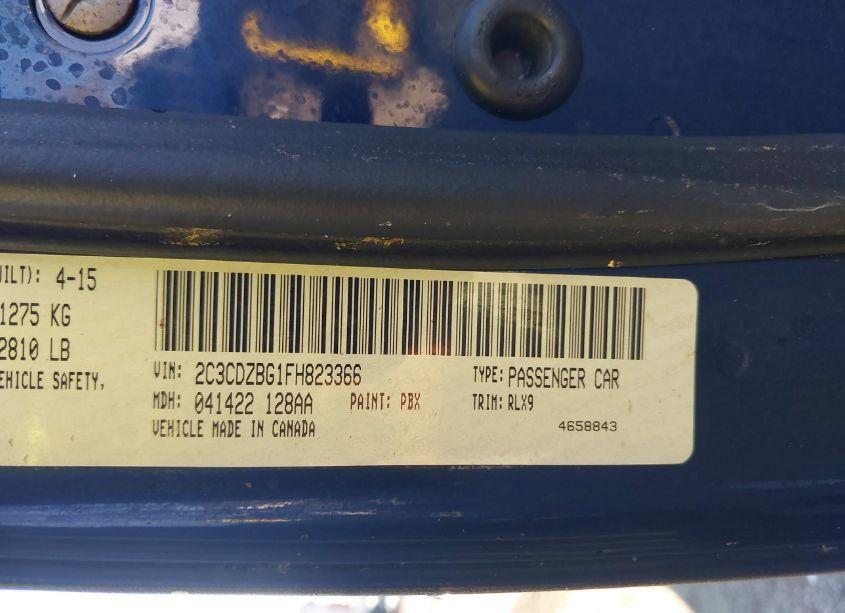 UILT): 4-15
1275 KG
2810 LB
EHICLE SAFETY,
VIN: 2C3CDZBG1FH823366 TYPE: PASSENGER CAR
MDH: 041422 128AA PAINT: PBX TRIM: RLX9
VEHICLE MADE IN CANADA 4658843